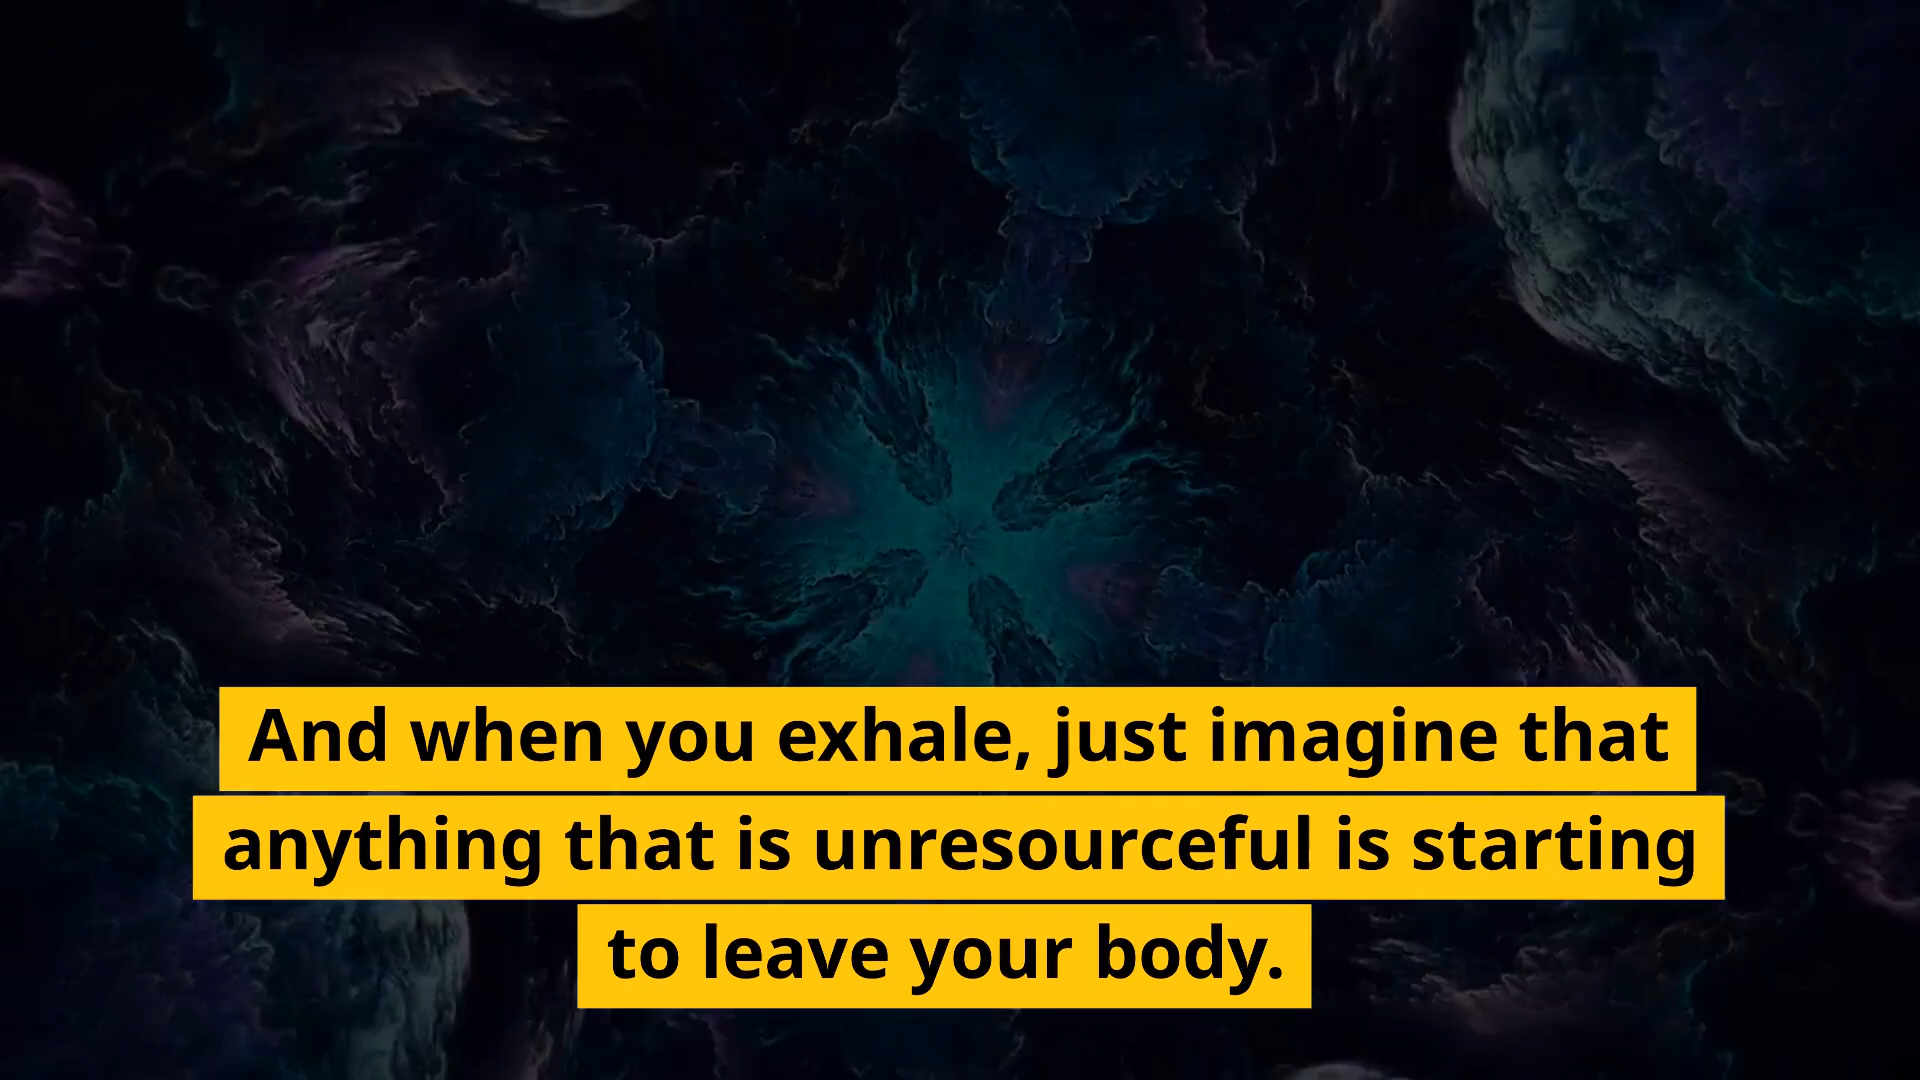 And when you exhale, just imagine that
anything that is unresourceful is starting
to leave your body.